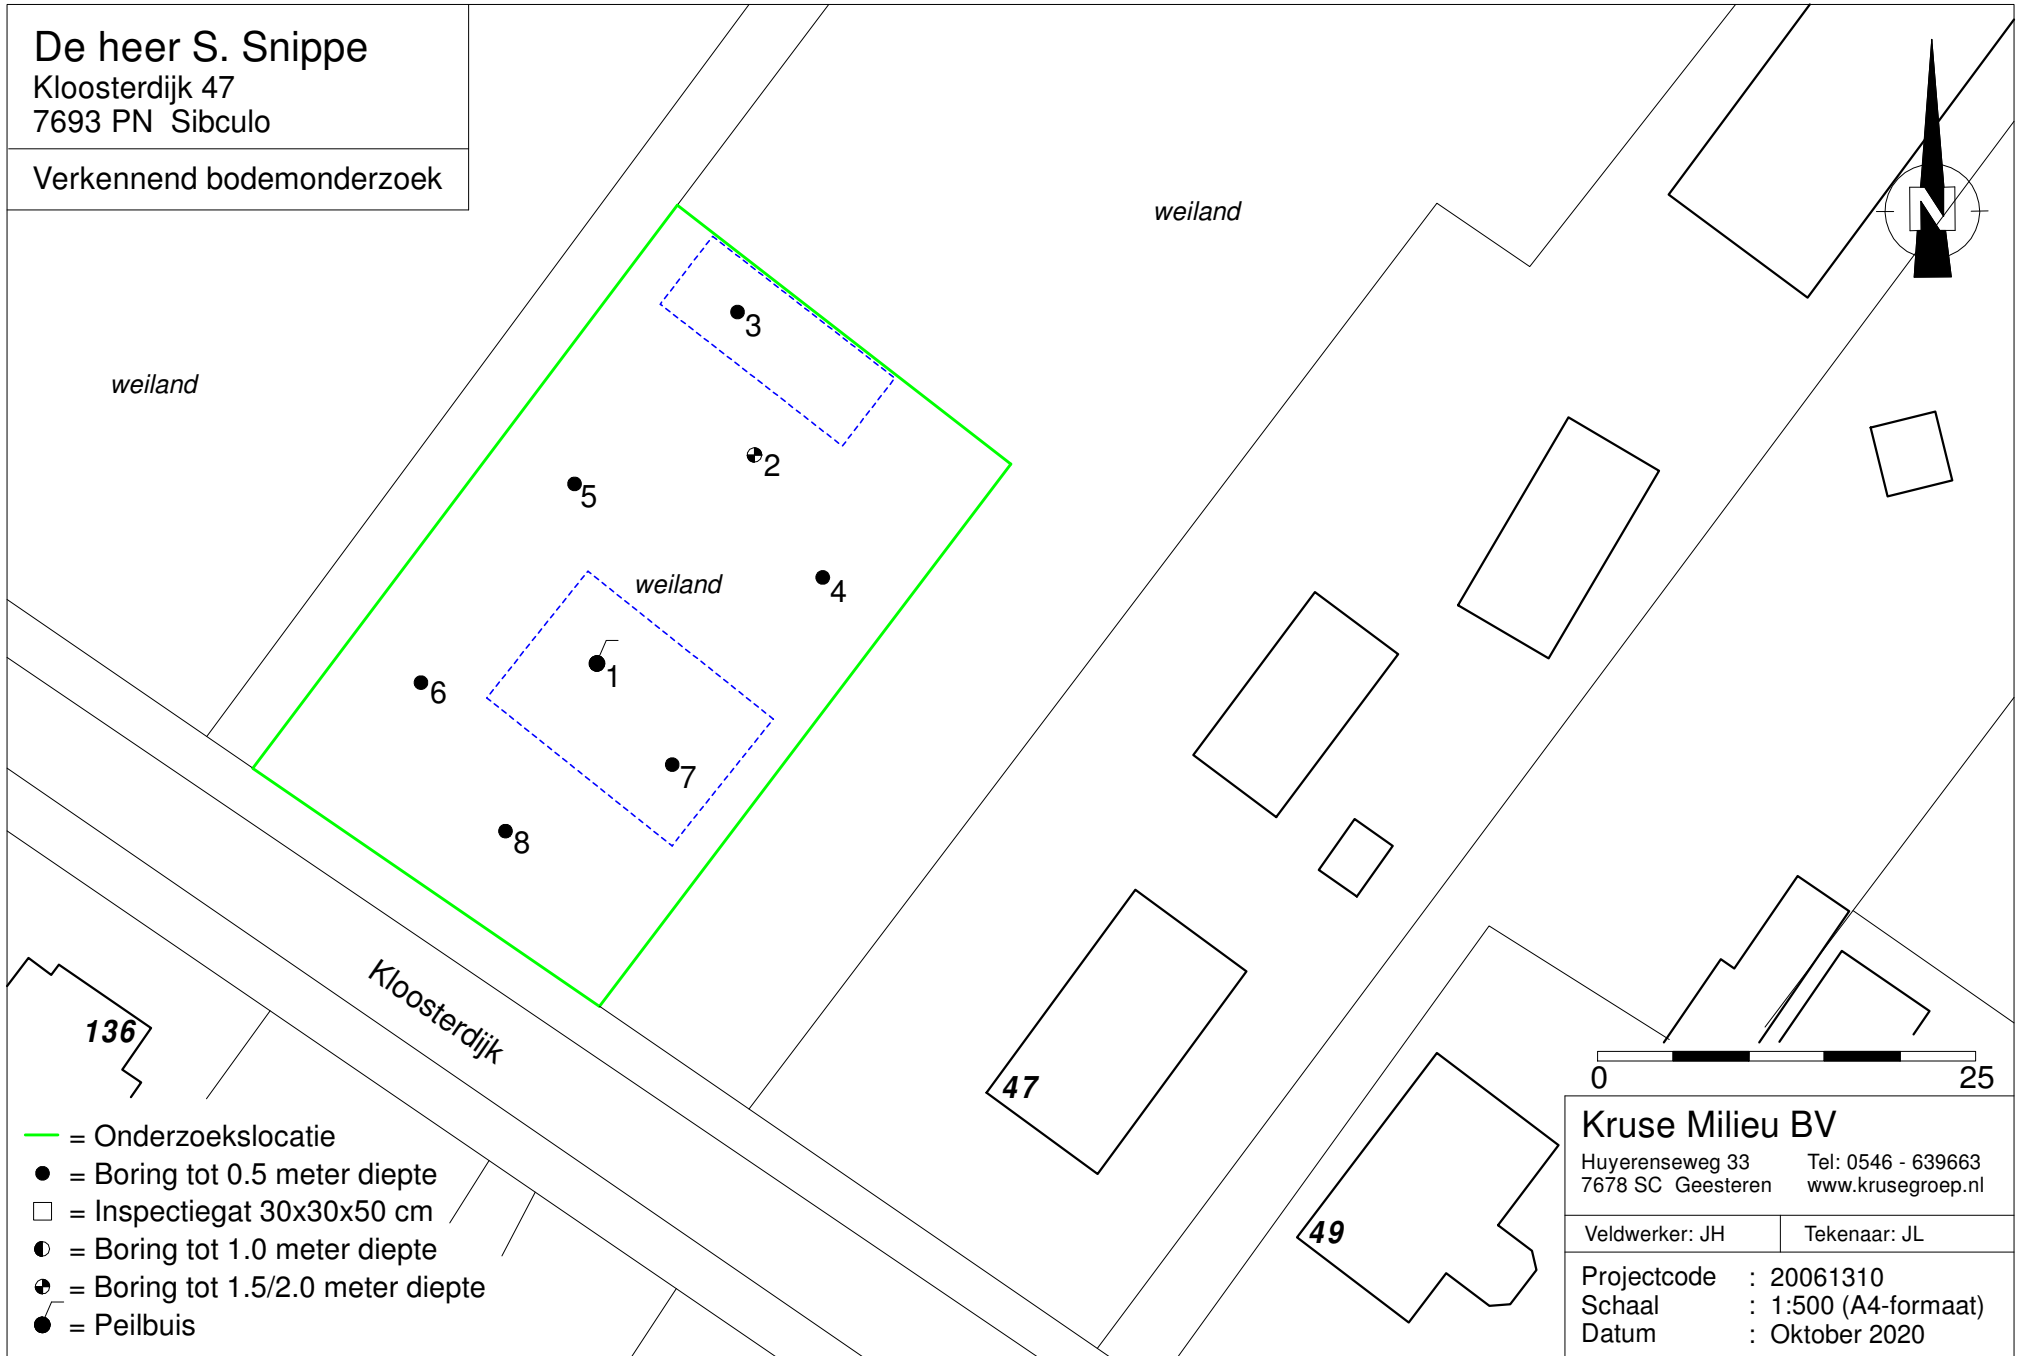 De heer S. Snippe
Kloosterdijk 47
7693 PN  Sibculo
Verkennend bodemonderzoek
weiland
N
weiland
3
2
5
weiland
4
1
6
7
8
Kloosterdijk
136
47
49
0 25
= Onderzoekslocatie
= Boring tot 0.5 meter diepte
= Inspectiegat 30x30x50 cm
= Boring tot 1.0 meter diepte
= Boring tot 1.5/2.0 meter diepte
= Peilbuis
Kruse Milieu BV
Huyerenseweg 33 Tel: 0546 - 639663
7678 SC  Geesteren www.krusegroep.nl
Veldwerker: JH Tekenaar: JL
Projectcode : 20061310
Schaal : 1:500 (A4-formaat)
Datum : Oktober 2020